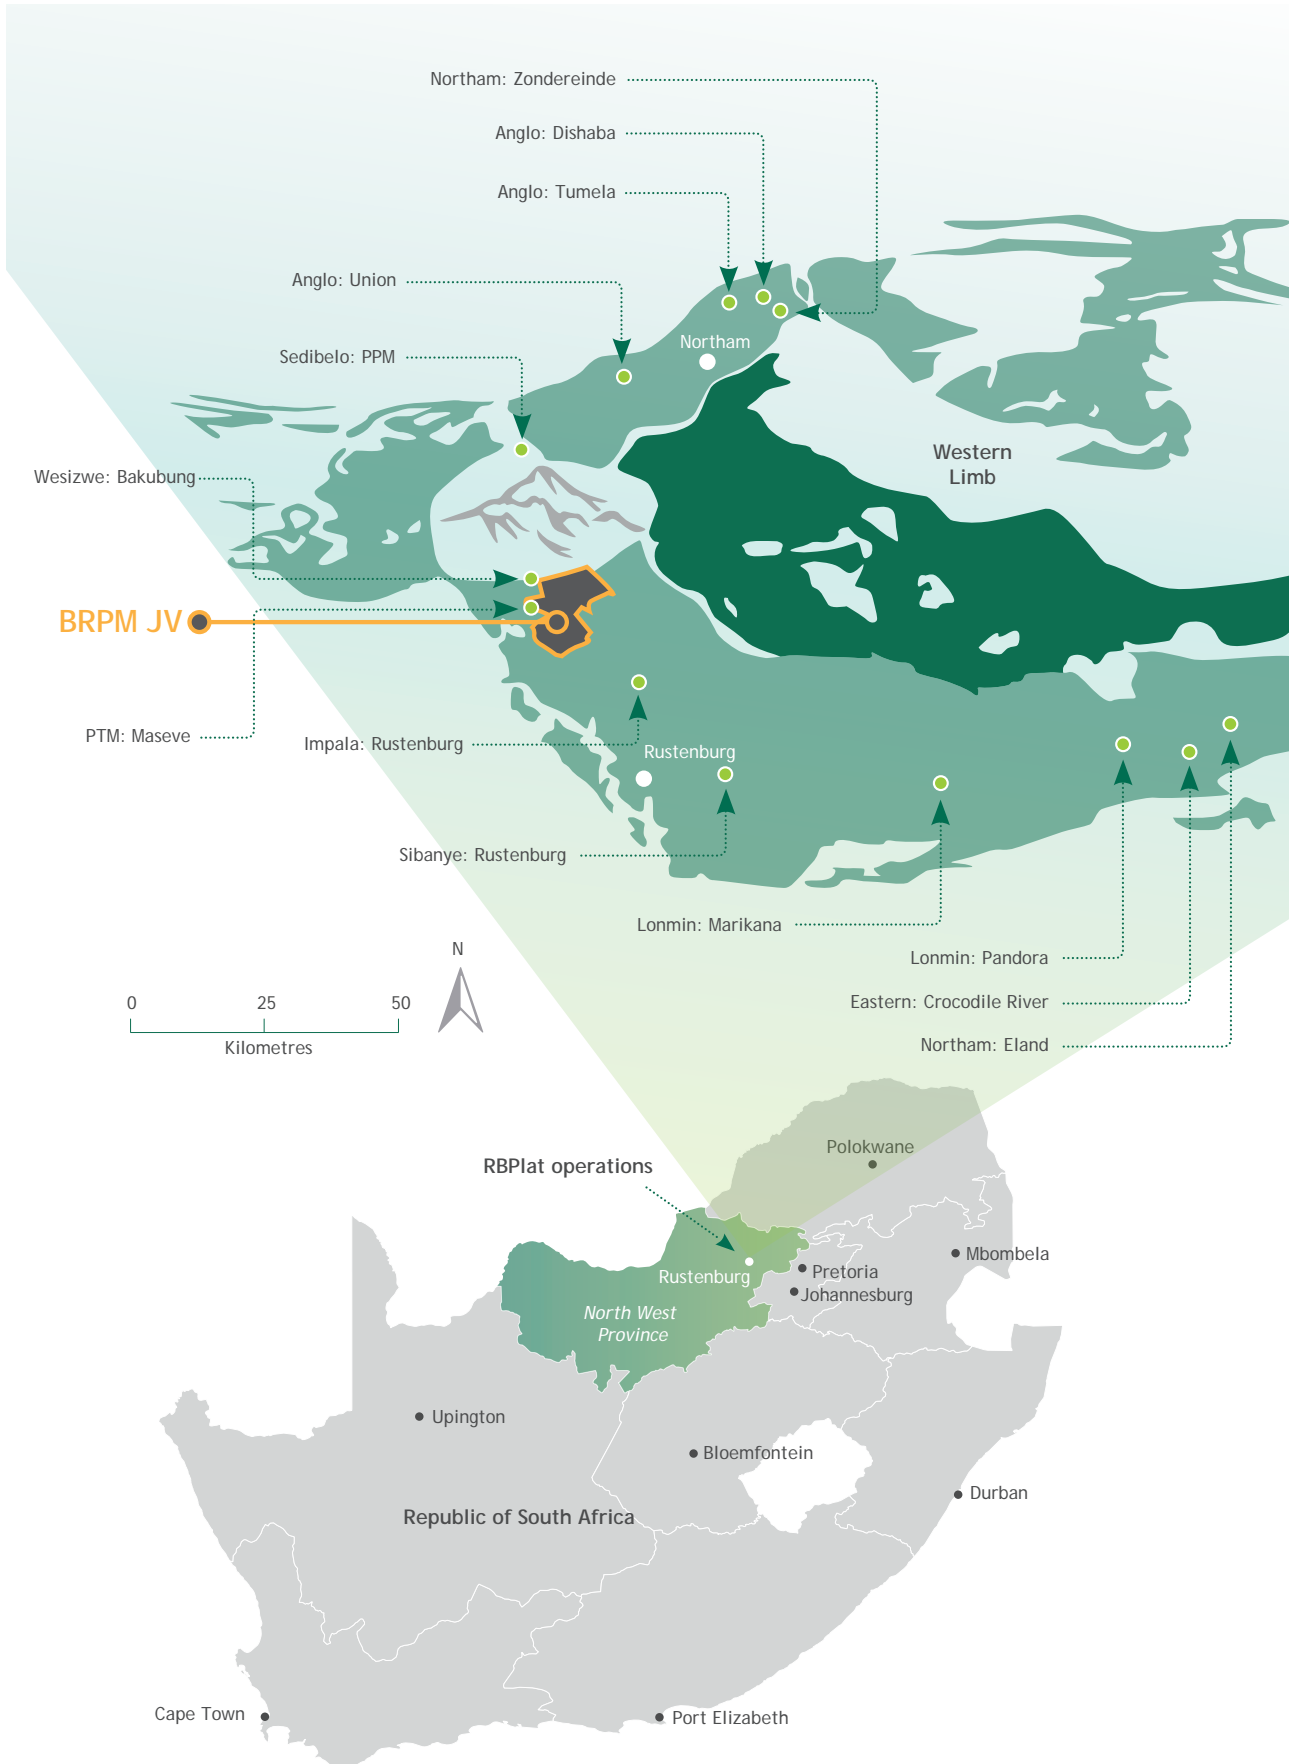 Northam: Zondereinde
Anglo: Dishaba
Anglo: Tumela
Anglo: Union
Northam
Sedibelo: PPM
Western
Limb
Wesizwe: Bakubung
BRPM JV
PTM: Maseve
Impala: Rustenburg
Rustenburg
Sibanye: Rustenburg
Lonmin: Marikana
Lonmin: Pandora
Eastern: Crocodile River
Northam: Eland
N
0 25 50
Kilometres
Polokwane
RBPlat operations
Mbombela
Rustenburg
Pretoria
Johannesburg
North West
Province
Upington
Bloemfontein
Durban
Republic of South Africa
Cape Town
Port Elizabeth